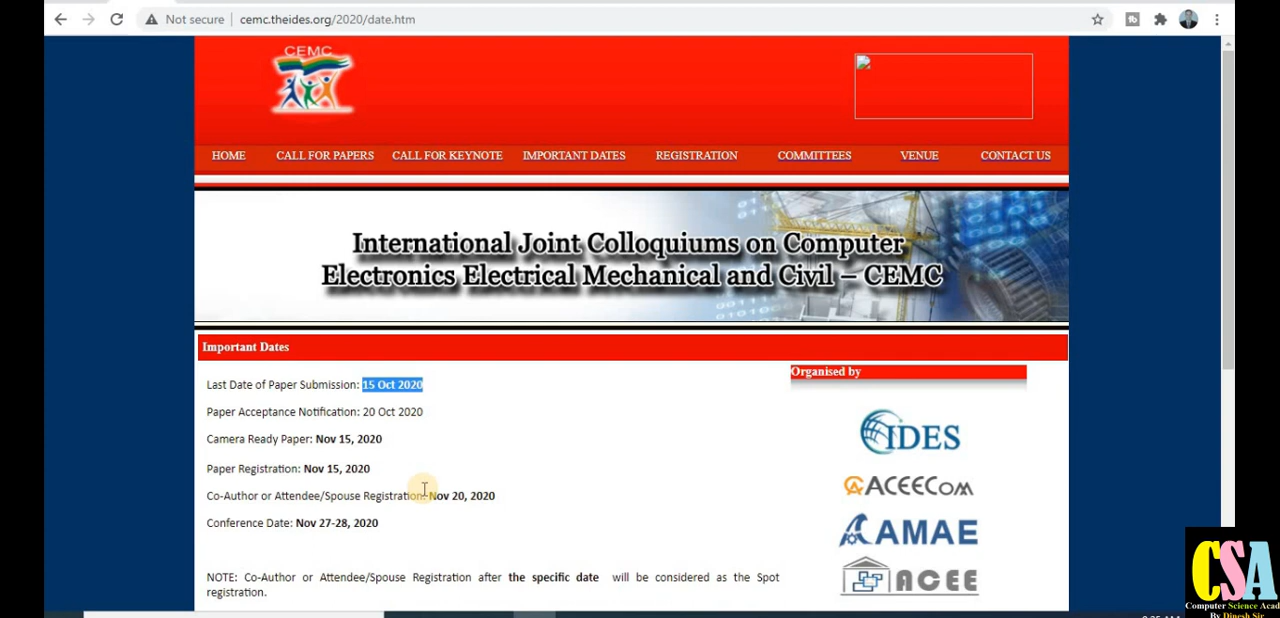 Not secure cemc.theides.org/2020/date.htm
CEMC
HOME CALL FOR PAPERS CALL FOR KEYNOTE IMPORTANT DATES REGISTRATION COMMITTEES VENUE CONTACT US
International Joint Colloquiums on Computer
Electronics Electrical Mechanical and Civil – CEMC
Important Dates
Last Date of Paper Submission: 15 Oct 2020
Paper Acceptance Notification: 20 Oct 2020
Camera Ready Paper: Nov 15, 2020
Paper Registration: Nov 15, 2020
Co-Author or Attendee/Spouse Registration: Nov 20, 2020
Conference Date: Nov 27-28, 2020
NOTE: Co-Author or Attendee/Spouse Registration after the specific date will be considered as the Spot
registration.
Organised by
IDES
ACEECOM
AMAE
ACEE
CSA
Computer Science Acad
By Dinesh Sir